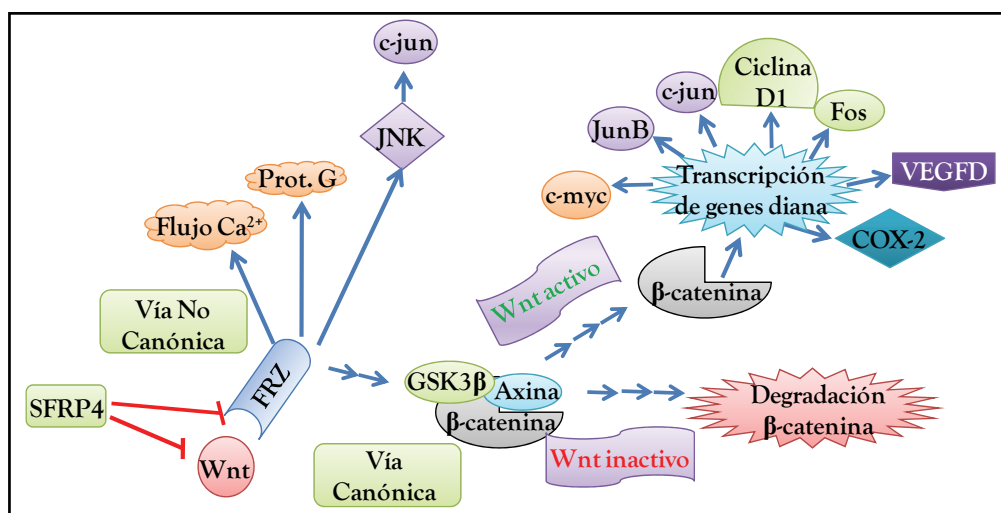 c-jun
JNK
Prot. G
Flujo Ca²⁺
Vía No
Canónica
FRZ
SFRP4
Wnt
Vía
Canónica
GSK3β
Axina
β-catenina
Wnt activo
Wnt inactivo
β-catenina
Degradación
β-catenina
Transcripción
de genes diana
c-myc
JunB
c-jun
Ciclina
D1
Fos
VEGFD
COX-2